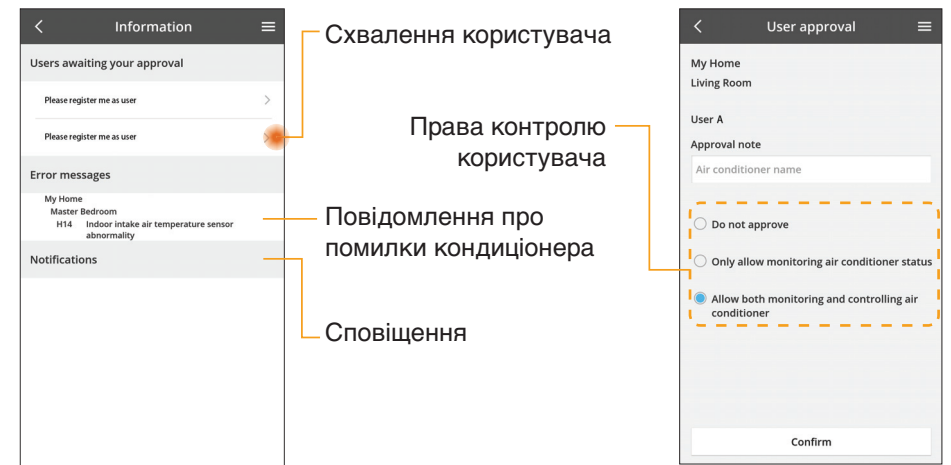 Information
Users awaiting your approval
Please register me as user
Please register me as user
Error messages
My Home
Master Bedroom
H14 Indoor intake air temperature sensor
abnormality
Notifications
Схвалення користувача
Права контролю
користувача
Повідомлення про
помилки кондиціонера
Сповіщення
User approval
My Home
Living Room
User A
Approval note
Air conditioner name
Do not approve
Only allow monitoring air conditioner status
Allow both monitoring and controlling air
conditioner
Confirm